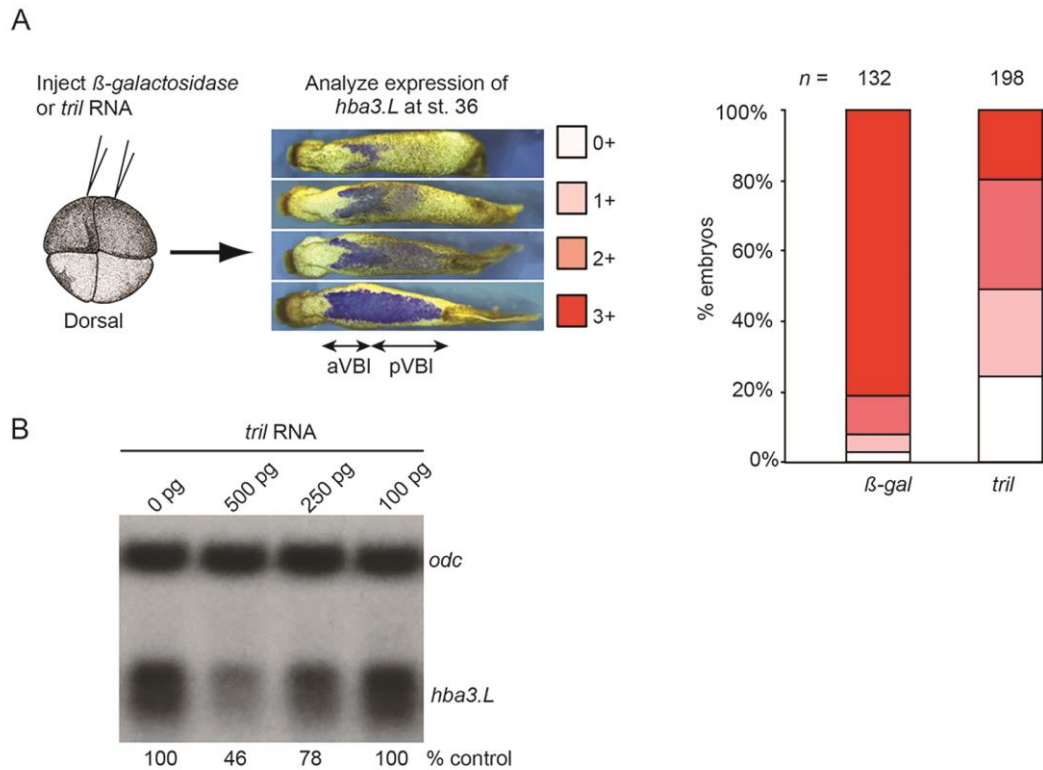 A
Inject ß-galactosidase
or tril RNA
Dorsal
Analyze expression of
hba3.L at st. 36
0+
1+
2+
3+
aVBI
pVBI
n =
132
198
100%
80%
60%
40%
20%
0%
% embryos
ß-gal
tril
B
tril RNA
0 pg
500 pg
250 pg
100 pg
odc
hba3.L
100
46
78
100
% control